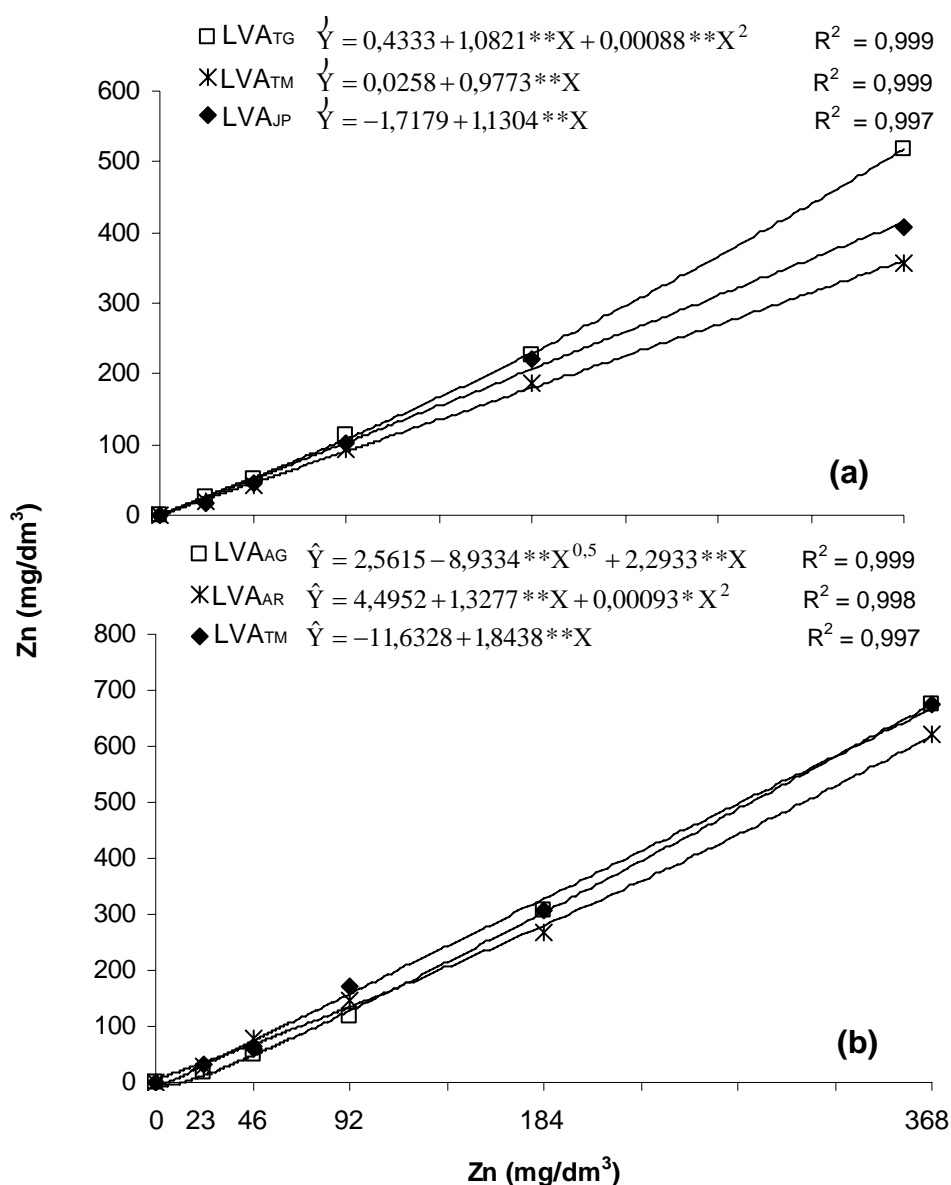 LVATG Ŷ = 0,4333 + 1,0821**X + 0,00088**X² R² = 0,999
LVATM Ŷ = 0,0258 + 0,9773**X R² = 0,999
LVAJP Ŷ = −1,7179 + 1,1304**X R² = 0,997
600
500
400
300
200
100
0
(a)
LVAAG Ŷ = 2,5615 − 8,9334**X⁰,⁵ + 2,2933**X R² = 0,999
LVAAR Ŷ = 4,4952 + 1,3277**X + 0,00093*X² R² = 0,998
LVATM Ŷ = −11,6328 + 1,8438**X R² = 0,997
Zn (mg/dm³)
800
700
600
500
400
300
200
100
0
(b)
0 23 46 92 184 368
Zn (mg/dm³)